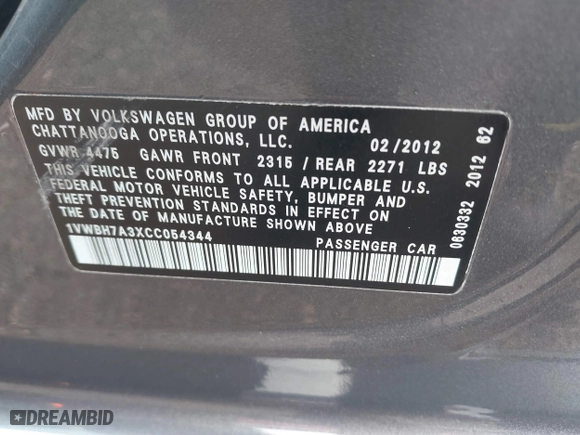 MFD BY VOLKSWAGEN GROUP OF AMERICA
CHATTANOOGA OPERATIONS, LLC. 02/2012
GVWR 4475 GAWR FRONT 2315 / REAR 2271 LBS
THIS VEHICLE CONFORMS TO ALL APPLICABLE U.S.
FEDERAL MOTOR VEHICLE SAFETY, BUMPER AND
THEFT PREVENTION STANDARDS IN EFFECT ON
THE DATE OF MANUFACTURE SHOWN ABOVE
1VWBH7A3XCC054344 PASSENGER CAR
0630332 2012 62
DREAMBID